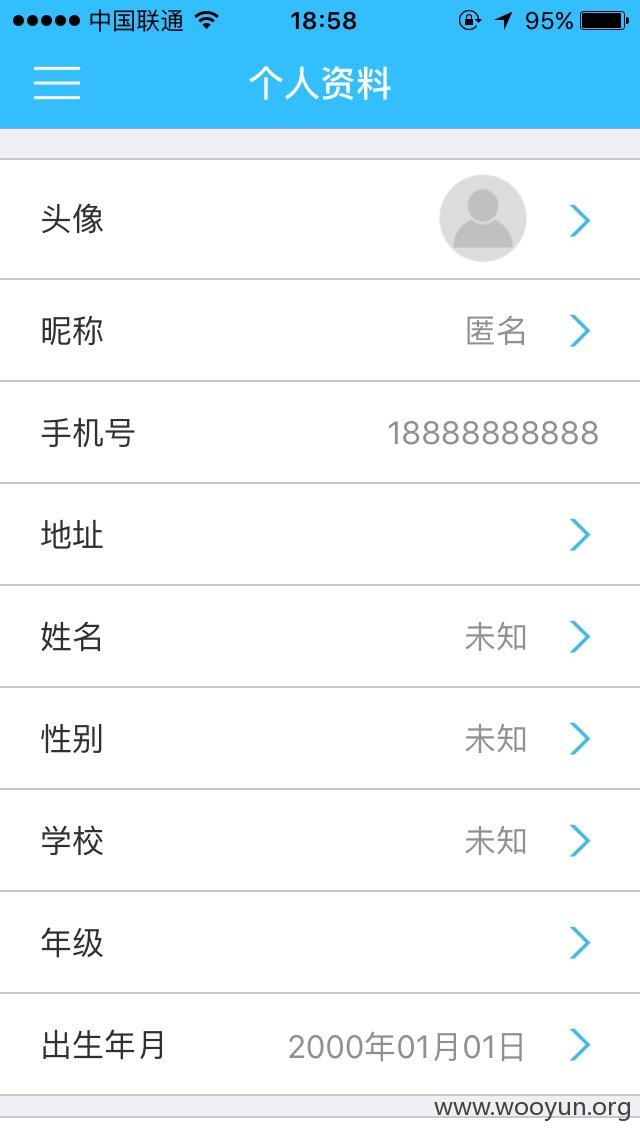 中国联通 18:58 95%
个人资料
头像
昵称 匿名
手机号 18888888888
地址
姓名 未知
性别 未知
学校 未知
年级
出生年月 2000年01月01日
www.wooyun.org